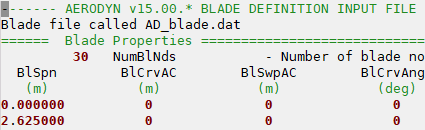 ------- AERODYN v15.00.* BLADE DEFINITION INPUT FILE
Blade file called AD_blade.dat
====== Blade Properties =========================
30 NumBlNds - Number of blade no
BlSpn BlCrvAC BlSwpAC BlCrvAng
(m) (m) (m) (deg)
0.000000 0 0 0
2.625000 0 0 0